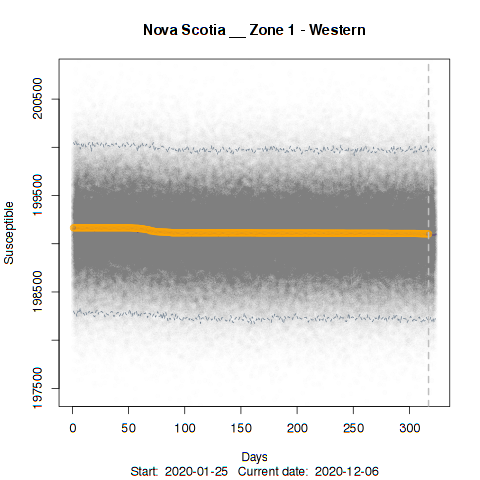 Nova Scotia __ Zone 1 - Western
200500
199500
198500
197500
Susceptible
0 50 100 150 200 250 300
Days
Start: 2020-01-25 Current date: 2020-12-06